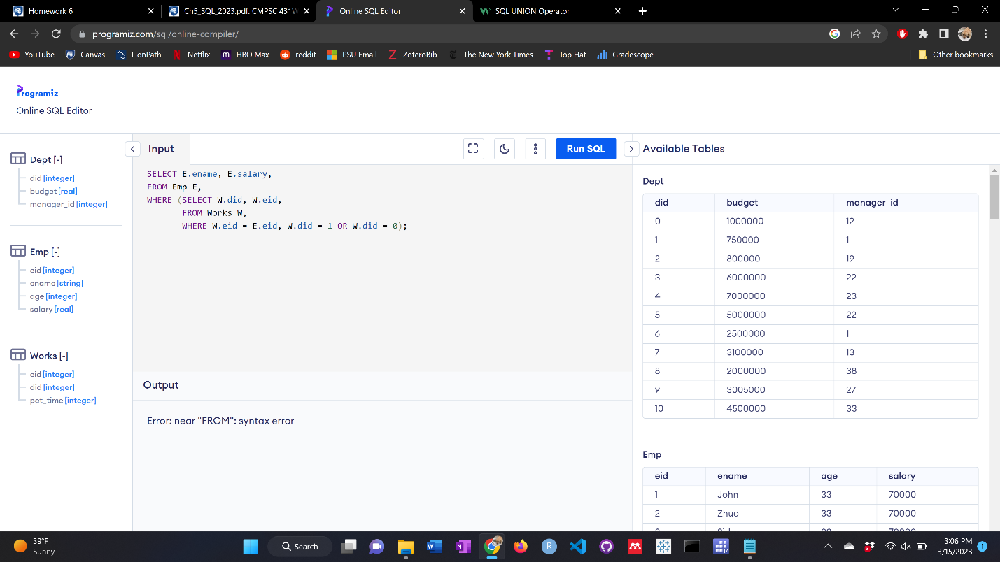 Homework 6
Ch5_SQL_2023.pdf: CMPSC 431W
Online SQL Editor
SQL UNION Operator
programiz.com/sql/online-compiler/
YouTube
Canvas
LionPath
Netflix
HBO Max
reddit
PSU Email
ZoteroBib
The New York Times
Top Hat
Gradescope
Other bookmarks
Programiz
Online SQL Editor
Dept [-]
did [integer]
budget [real]
manager_id [integer]
Emp [-]
eid [integer]
ename [string]
age [integer]
salary [real]
Works [-]
eid [integer]
did [integer]
pct_time [integer]
Input
Run SQL
SELECT E.ename, E.salary,
FROM Emp E,
WHERE (SELECT W.did, W.eid,
FROM Works W,
WHERE W.eid = E.eid, W.did = 1 OR W.did = 0);
Output
Error: near "FROM": syntax error
Available Tables
Dept
did budget manager_id
0 1000000 12
1 750000 1
2 800000 19
3 6000000 22
4 7000000 23
5 5000000 22
6 2500000 1
7 3100000 13
8 2000000 38
9 3005000 27
10 4500000 33
Emp
eid ename age salary
1 John 33 70000
2 Zhuo 33 70000
39°F
Sunny
Search
3:06 PM
3/15/2023